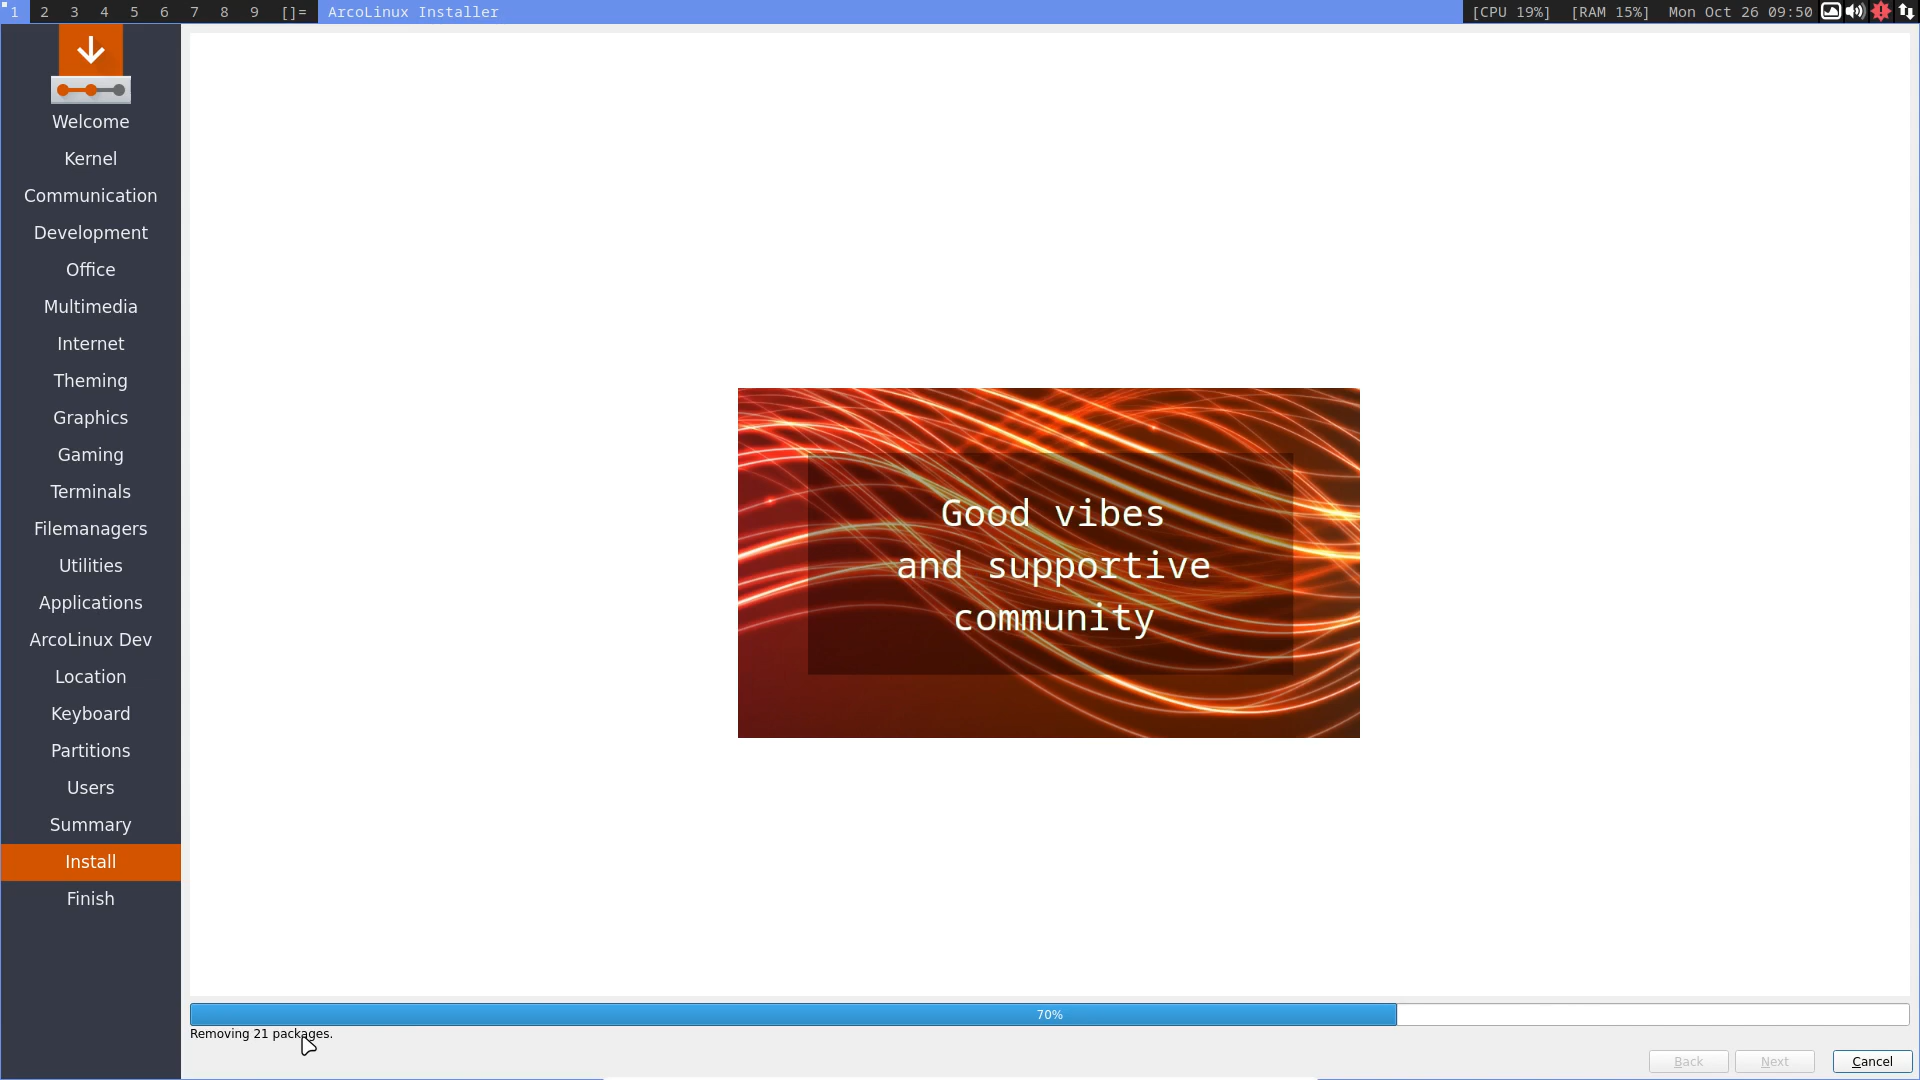 1 2 3 4 5 6 7 8 9 []= ArcoLinux Installer [CPU 19%] [RAM 15%] Mon Oct 26 09:50
Welcome
Kernel
Communication
Development
Office
Multimedia
Internet
Theming
Graphics
Gaming
Terminals
Filemanagers
Utilities
Applications
ArcoLinux Dev
Location
Keyboard
Partitions
Users
Summary
Install
Finish
Good vibes
and supportive
community
70%
Removing 21 packages.
Back Next Cancel